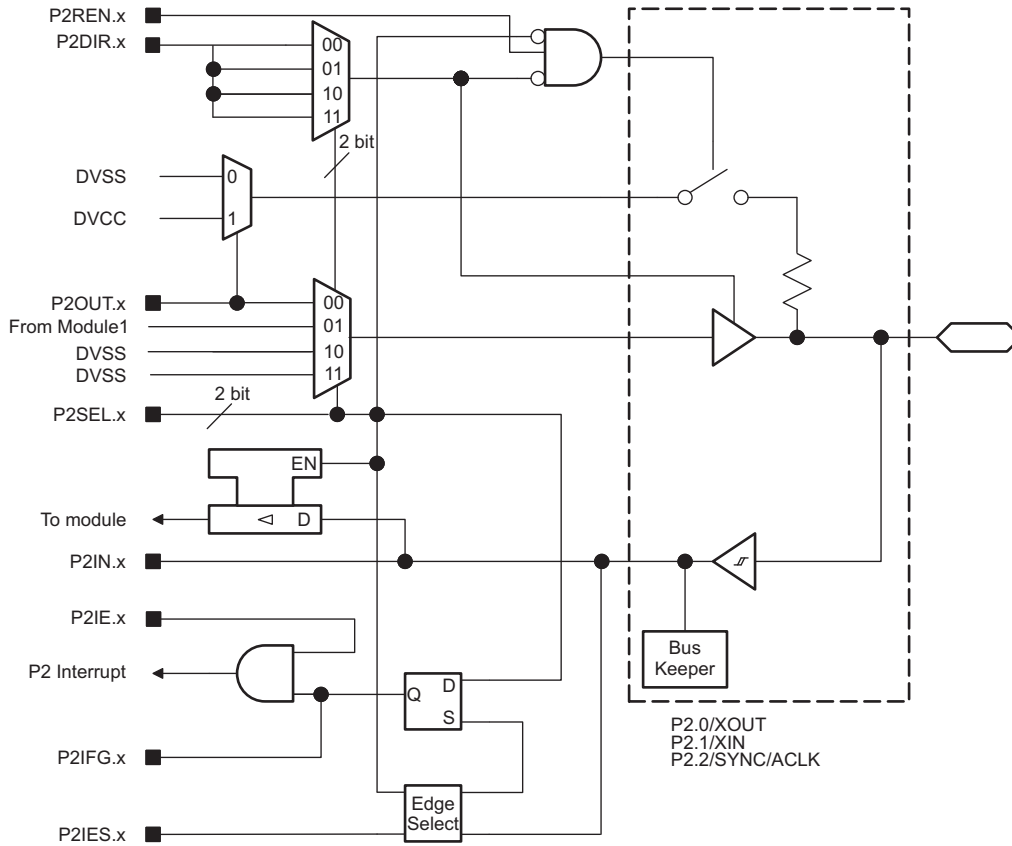 P2REN.x
P2DIR.x
00
01
10
11
2 bit
DVSS
0
DVCC
1
P2OUT.x
00
From Module1
01
DVSS
10
DVSS
11
2 bit
P2SEL.x
EN
To module
D
P2IN.x
P2IE.x
Bus
Keeper
P2 Interrupt
Q
D
S
P2.0/XOUT
P2.1/XIN
P2.2/SYNC/ACLK
P2IFG.x
Edge
Select
P2IES.x